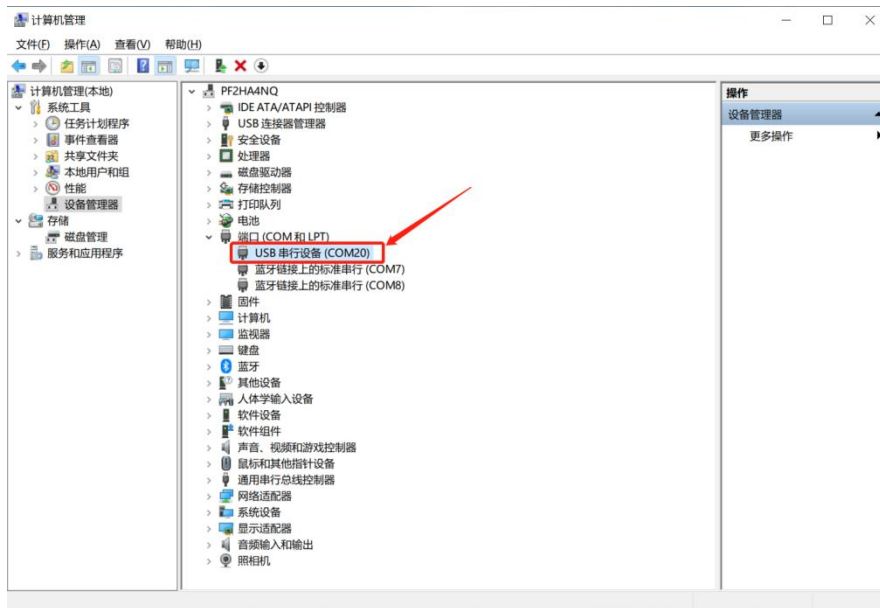 计算机管理
文件(F) 操作(A) 查看(V) 帮助(H)
计算机管理(本地)
系统工具
任务计划程序
事件查看器
共享文件夹
本地用户和组
性能
设备管理器
存储
磁盘管理
服务和应用程序
PF2HA4NQ
IDE ATA/ATAPI 控制器
USB 连接器管理器
安全设备
处理器
磁盘驱动器
存储控制器
打印队列
电池
端口 (COM 和 LPT)
USB 串行设备 (COM20)
蓝牙链接上的标准串行 (COM7)
蓝牙链接上的标准串行 (COM8)
固件
计算机
监视器
键盘
蓝牙
其他设备
人体学输入设备
软件设备
软件组件
声音、视频和游戏控制器
鼠标和其他指针设备
通用串行总线控制器
网络适配器
系统设备
显示适配器
音频输入和输出
照相机
操作
设备管理器
更多操作